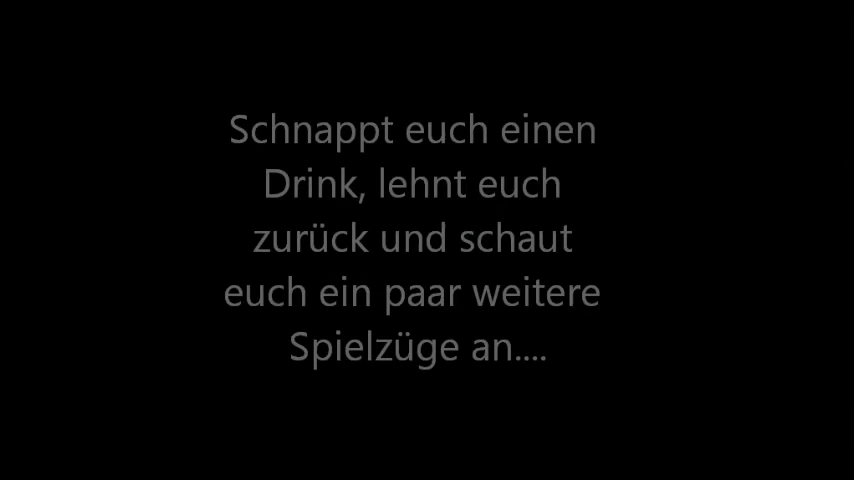 Schnappt euch einen
Drink, lehnt euch
zurück und schaut
euch ein paar weitere
Spielzüge an....